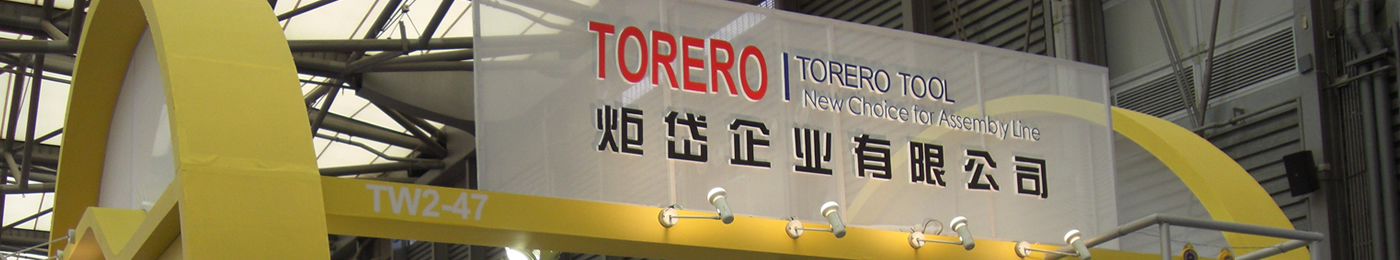 TORERO
TORERO TOOL
New Choice for Assembly Line
炬岱企业有限公司
TW2-47